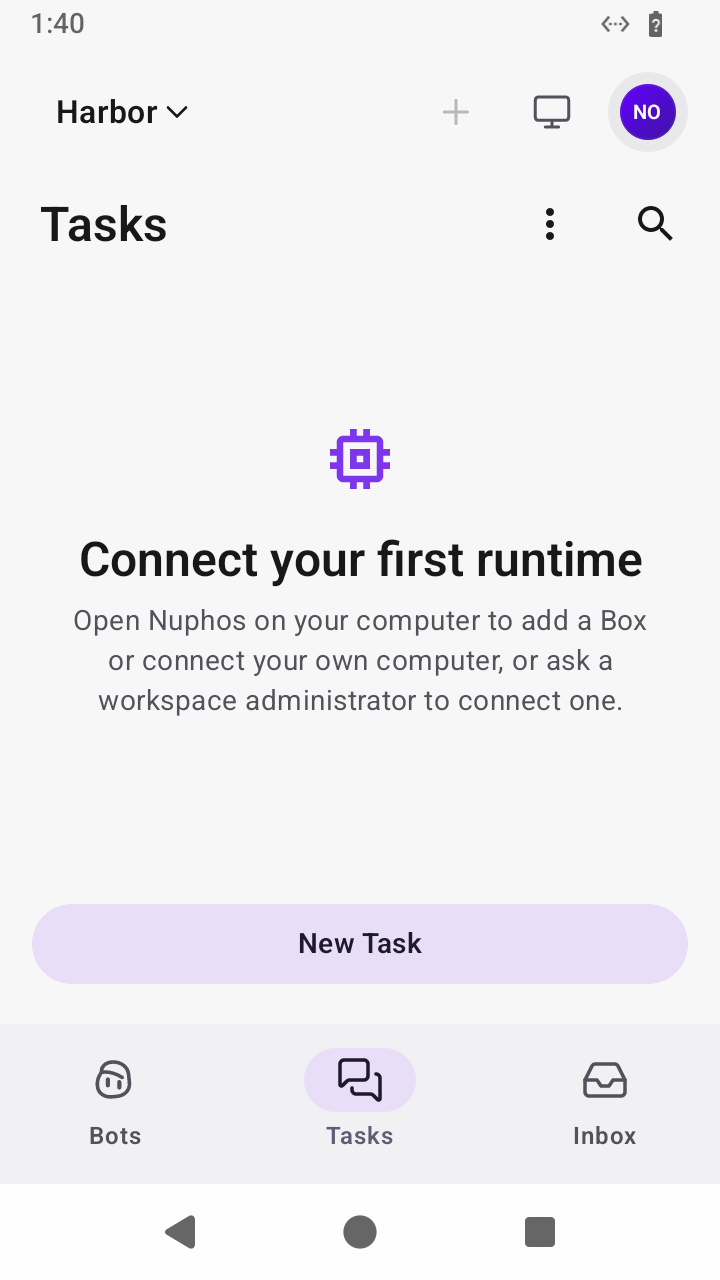 1:40
Harbor
NO
Tasks
Connect your first runtime
Open Nuphos on your computer to add a Box
or connect your own computer, or ask a
workspace administrator to connect one.
New Task
Bots
Tasks
Inbox